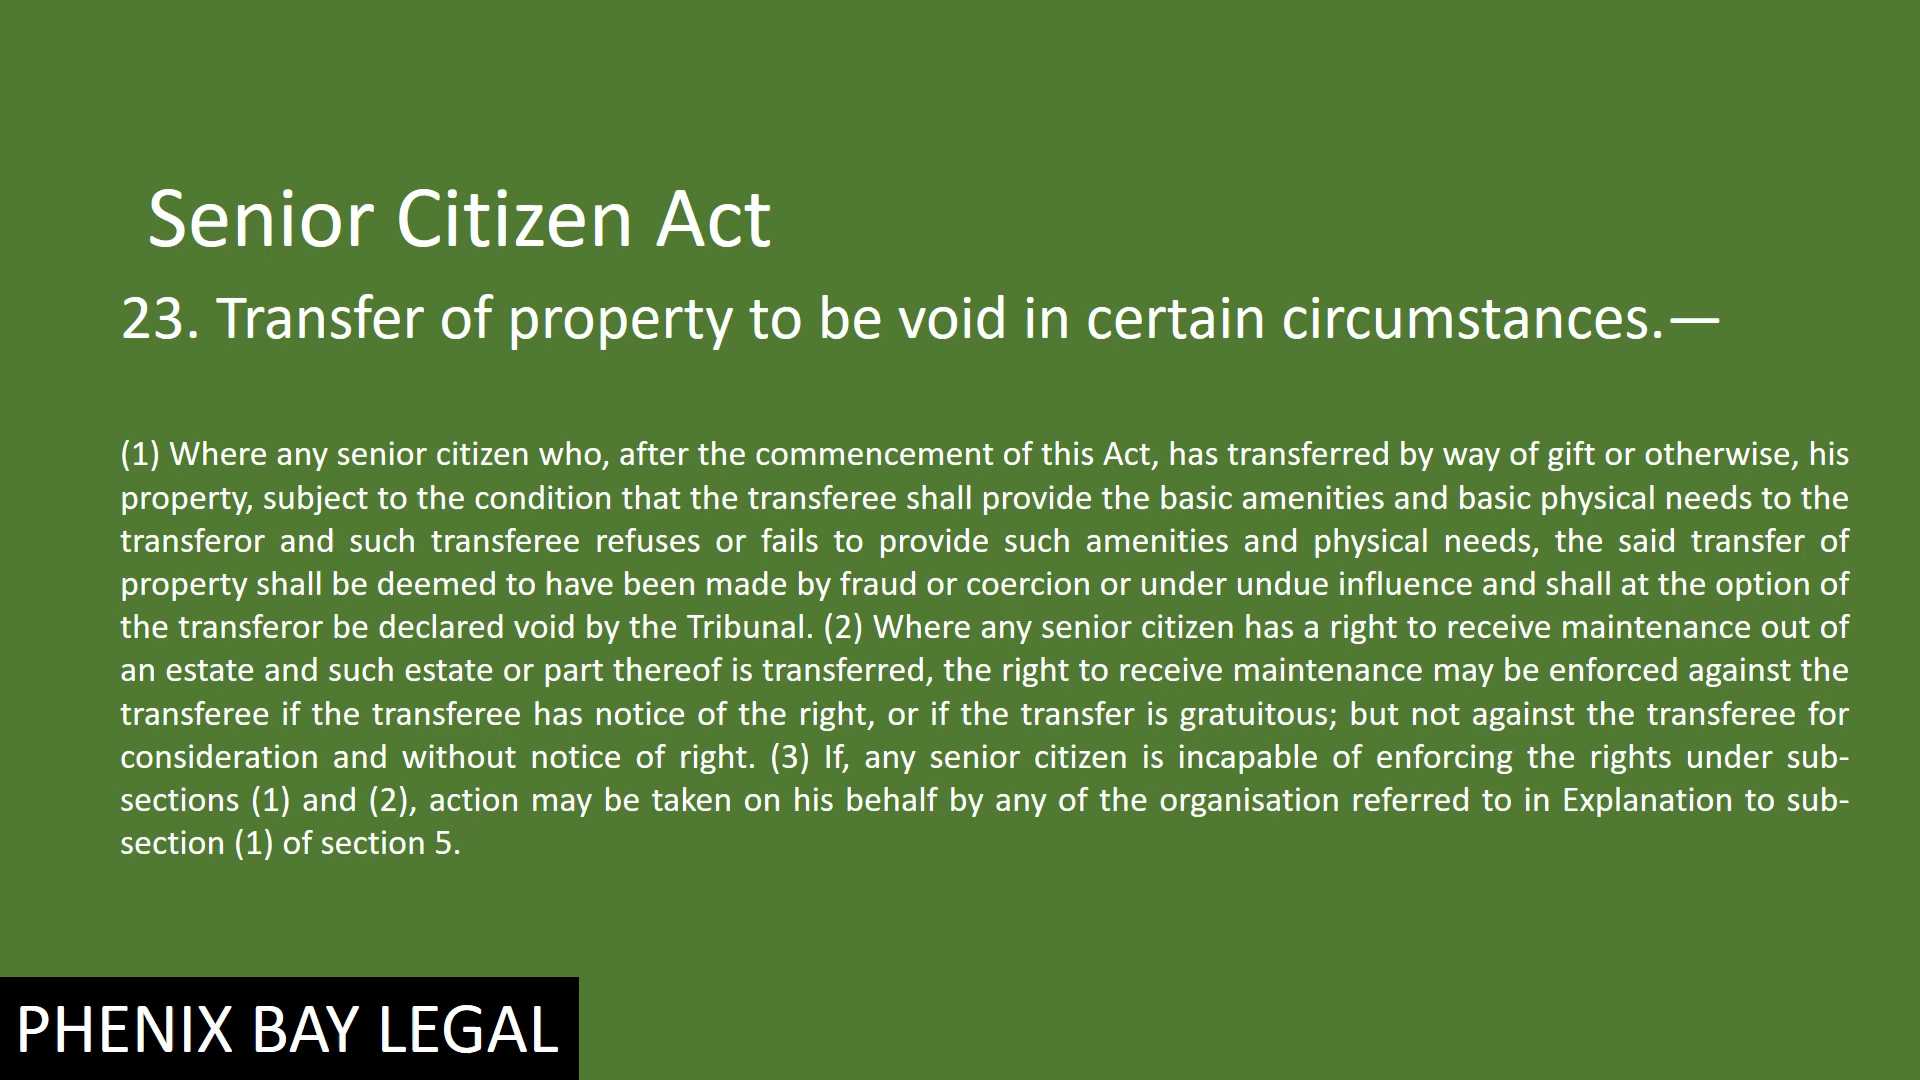 Senior Citizen Act
23. Transfer of property to be void in certain circumstances.—
(1) Where any senior citizen who, after the commencement of this Act, has transferred by way of gift or otherwise, his
property, subject to the condition that the transferee shall provide the basic amenities and basic physical needs to the
transferor and such transferee refuses or fails to provide such amenities and physical needs, the said transfer of
property shall be deemed to have been made by fraud or coercion or under undue influence and shall at the option of
the transferor be declared void by the Tribunal. (2) Where any senior citizen has a right to receive maintenance out of
an estate and such estate or part thereof is transferred, the right to receive maintenance may be enforced against the
transferee if the transferee has notice of the right, or if the transfer is gratuitous; but not against the transferee for
consideration and without notice of right. (3) If, any senior citizen is incapable of enforcing the rights under sub-
sections (1) and (2), action may be taken on his behalf by any of the organisation referred to in Explanation to sub-
section (1) of section 5.
PHENIX BAY LEGAL